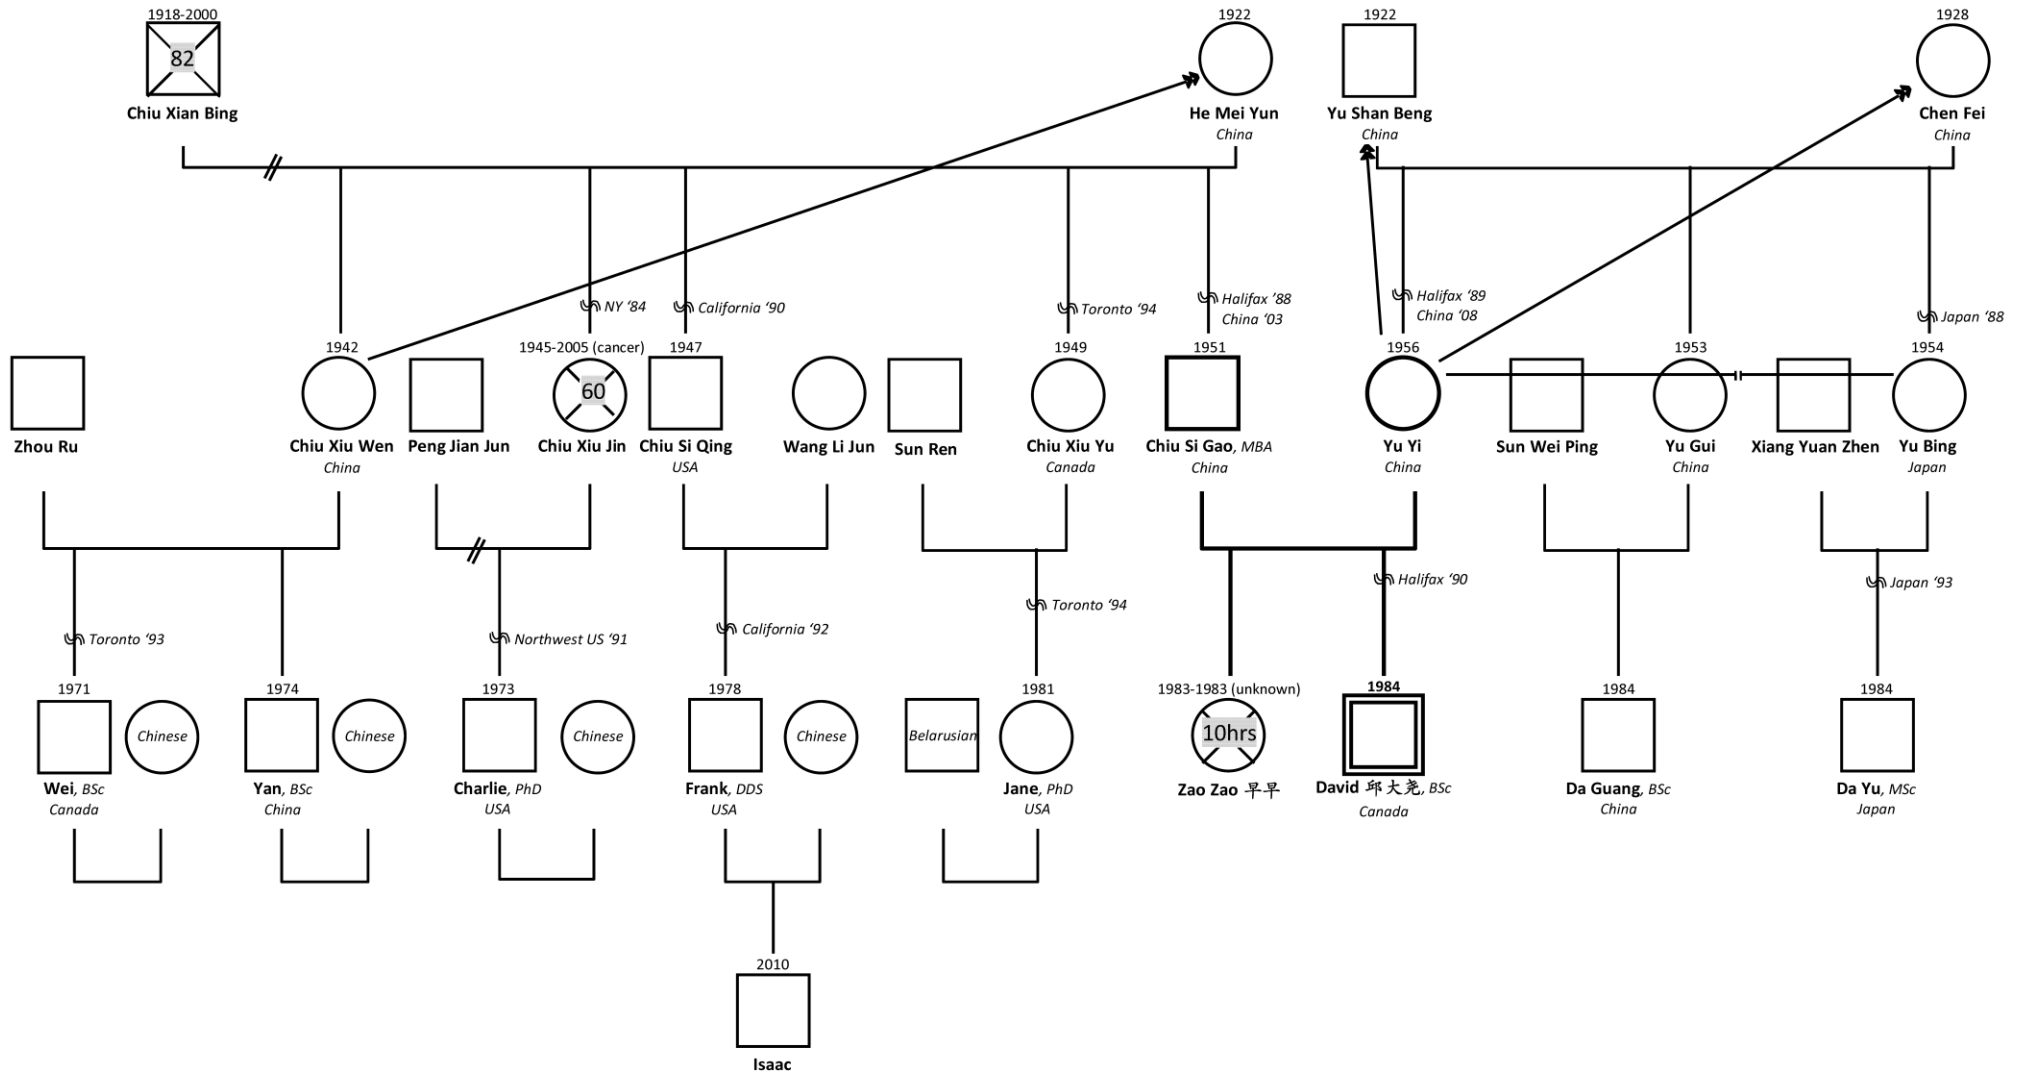 1918-2000
82
Chiu Xian Bing
1922
He Mei Yun
China
1922
Yu Shan Beng
China
1928
Chen Fei
China
NY ‘84
California ‘90
Toronto ‘94
Halifax ’88
China ‘03
Halifax ‘89
China ‘08
Japan ‘88
Zhou Ru
1942
Chiu Xiu Wen
China
Peng Jian Jun
1945-2005 (cancer)
60
Chiu Xiu Jin
1947
Chiu Si Qing
USA
Wang Li Jun
Sun Ren
1949
Chiu Xiu Yu
Canada
1951
Chiu Si Gao, MBA
China
1956
Yu Yi
China
Sun Wei Ping
1953
Yu Gui
China
Xiang Yuan Zhen
1954
Yu Bing
Japan
Toronto ‘93
Northwest US ‘91
California ‘92
Toronto ‘94
Halifax ‘90
Japan ‘93
1971
Wei, BSc
Canada
Chinese
1974
Yan, BSc
China
Chinese
1973
Charlie, PhD
USA
Chinese
1978
Frank, DDS
USA
Chinese
Belarusian
1981
Jane, PhD
USA
1983-1983 (unknown)
10hrs
Zao Zao 早早
1984
David 邱大尧, BSc
Canada
1984
Da Guang, BSc
China
1984
Da Yu, MSc
Japan
2010
Isaac